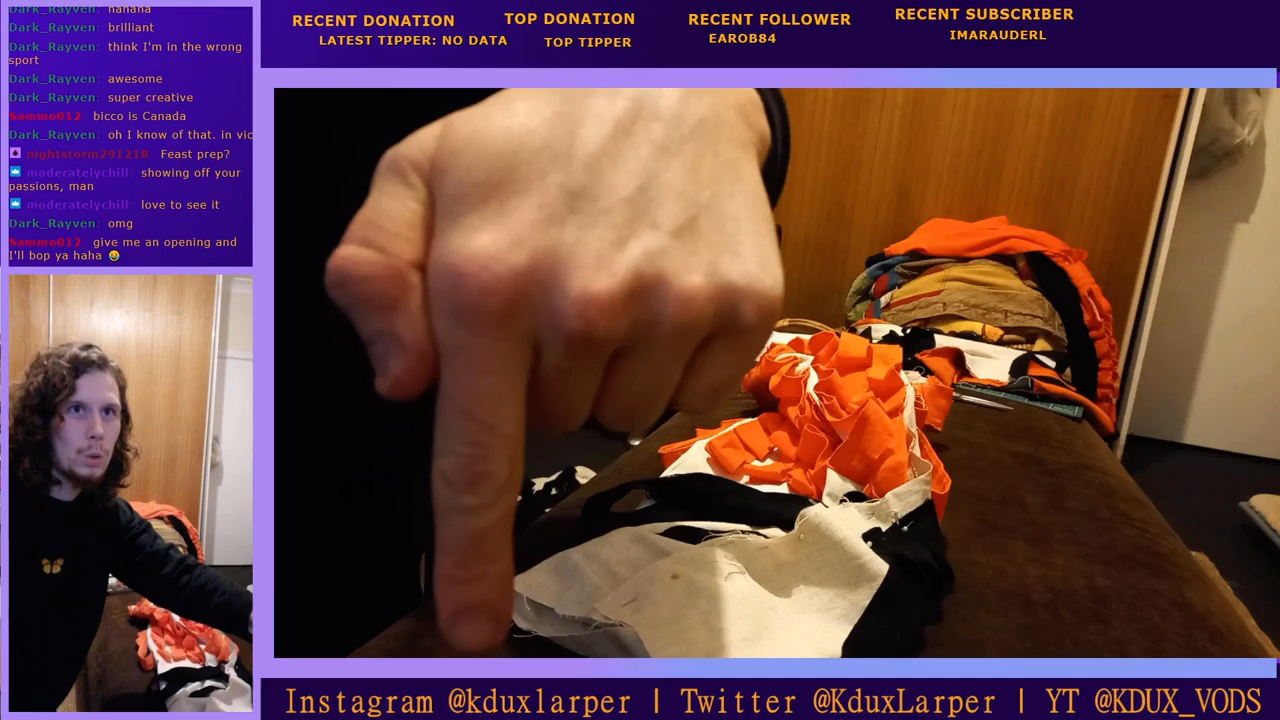 RECENT DONATION
LATEST TIPPER: NO DATA
TOP DONATION
TOP TIPPER
RECENT FOLLOWER
EAROB84
RECENT SUBSCRIBER
IMARAUDERL
Dark_Rayven: hahaha
Dark_Rayven: brilliant
Dark_Rayven: think I'm in the wrong
sport
Dark_Rayven: awesome
Dark_Rayven: super creative
Sammo012: bicco is Canada
Dark_Rayven: oh I know of that. in vic
nightstorm291218: Feast prep?
moderatelychill: showing off your
passions, man
moderatelychill: love to see it
Dark_Rayven: omg
Sammo012: give me an opening and
I'll bop ya haha 😅
Instagram @kduxlarper | Twitter @KduxLarper | YT @KDUX_VODS